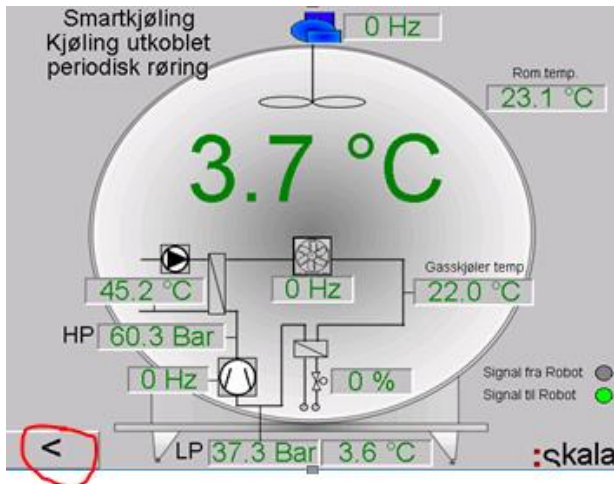 Smartkjøling
Kjøling utkoblet
periodisk røring
0 Hz
Rom.temp.
23.1 °C
3.7 °C
45.2 °C
0 Hz
Gasskjøler temp
22.0 °C
HP 60.3 Bar
0 Hz
0 %
Signal fra Robot
Signal til Robot
<
LP 37.3 Bar 3.6 °C
skala